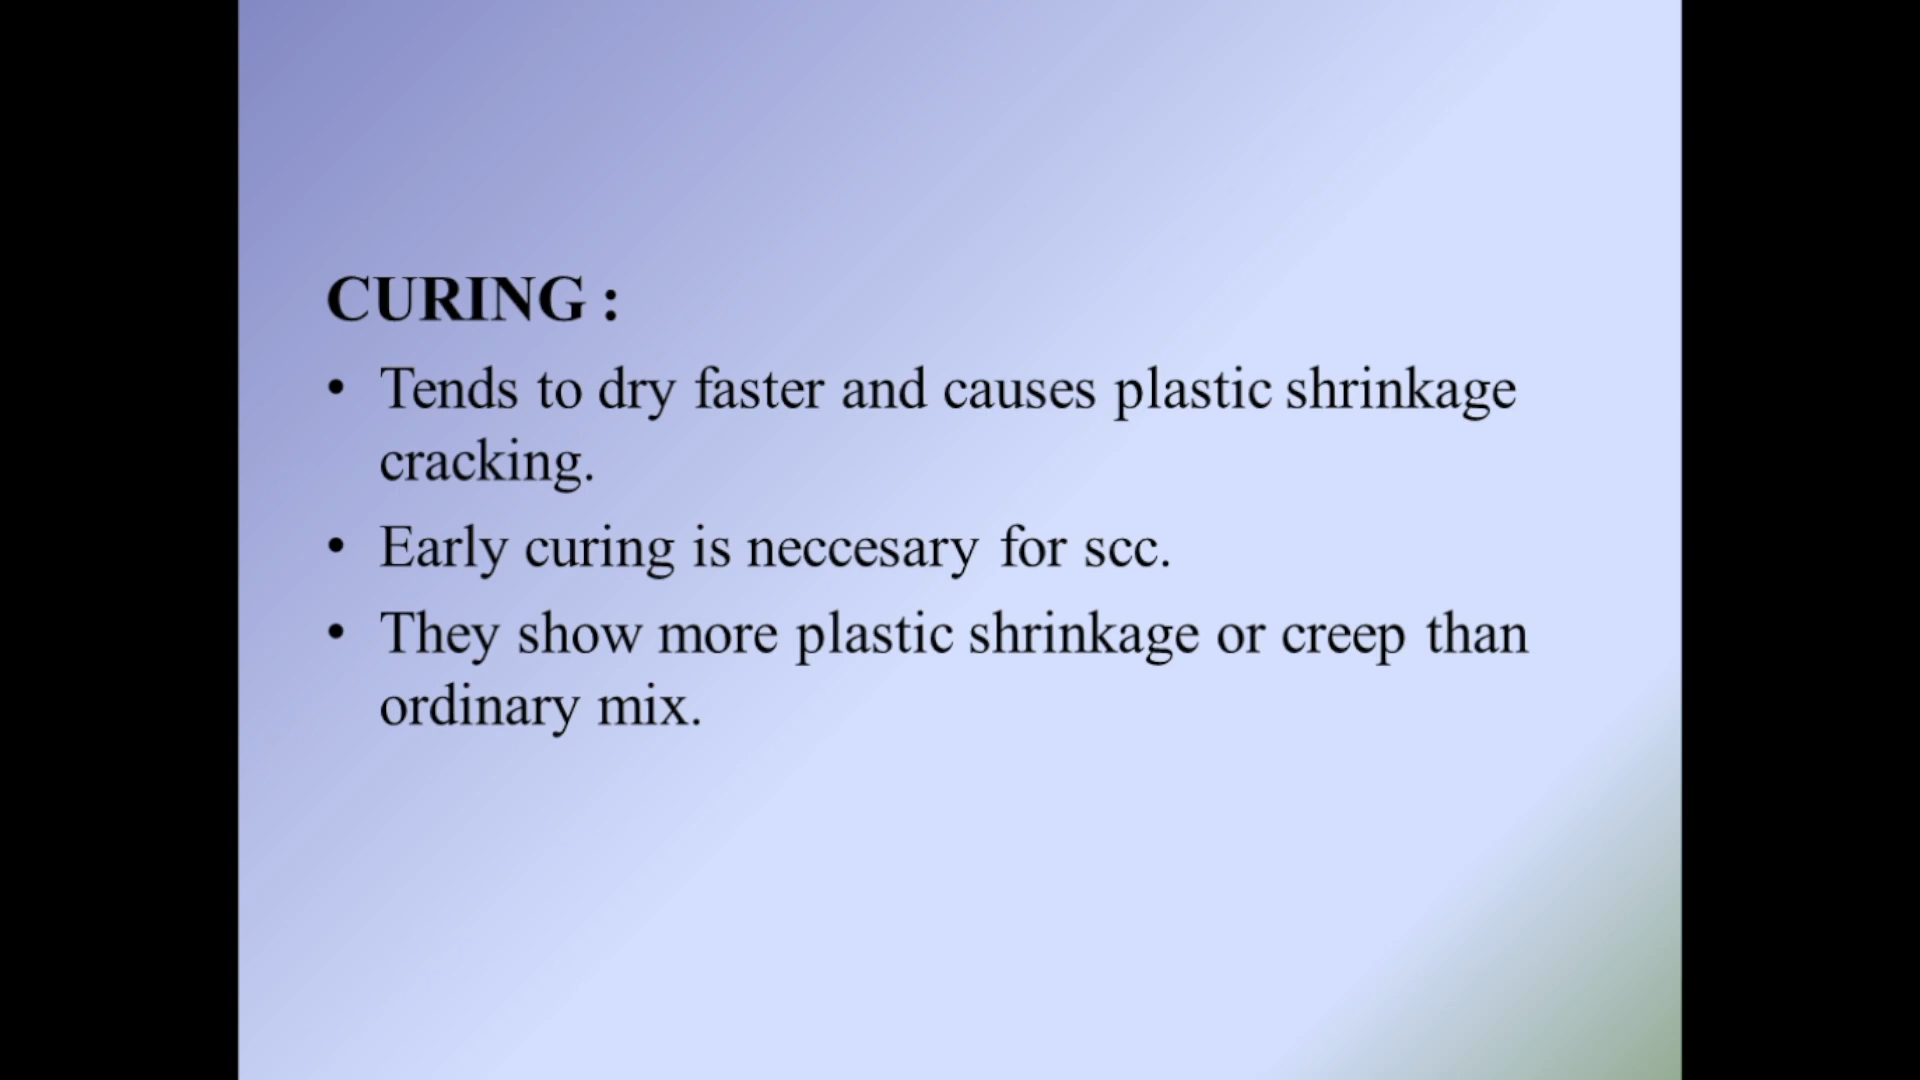 CURING :
• Tends to dry faster and causes plastic shrinkage
cracking.
• Early curing is neccesary for scc.
• They show more plastic shrinkage or creep than
ordinary mix.